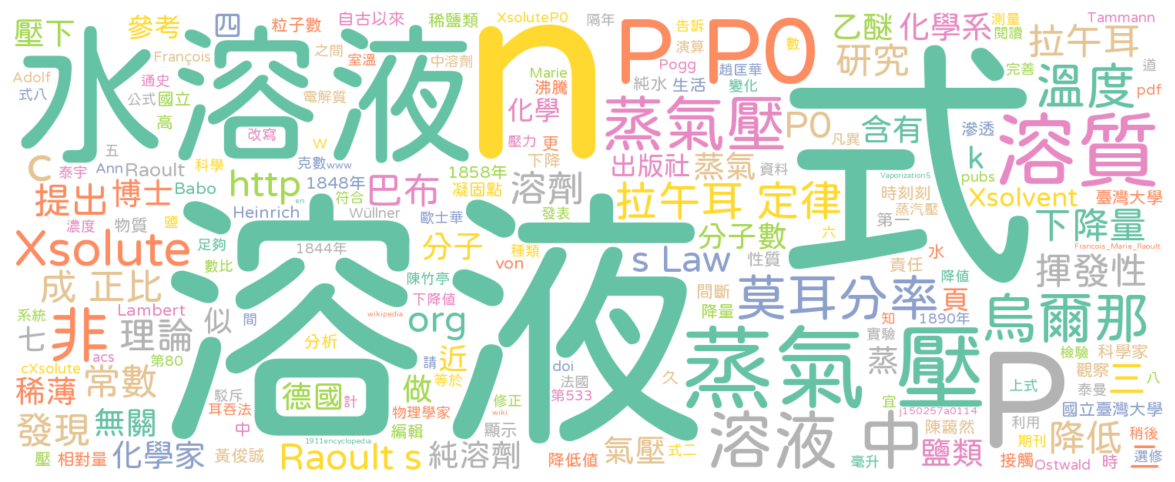 水溶液
n
P
P0
式
溶液
溶質
蒸氣壓
P
蒸氣 壓
溶液
中
壓下
參考
四
自古以來
稀鹽類
XsoluteP0
隔年
告訴
演算
數
乙醚
化學系
測量
閱讀
Tammann
粒子數
François
之間
室溫
中溶劑
Marie
Pogg
趙匡華
研究
拉午耳
完善
道
Adolf
式八
通史
國立
公式
電解質
沸騰
純水
生活
變化
溫度
pdf
高
改寫
W
化學
壓力
更
P0
凡異
含有
滲透
五
克數
www
下降
出版社
蒸氣
資料
k
泰宇
Ann
Raoult
科學
1858年
VaporizationS
pubs
C
提出
博士
Babo
http
1848年
巴布
凝固點
符合
溶劑
拉午耳 定律
時刻刻
蒸汽壓
Xsolvent
臺灣大學
en
濃度
物質
鹽
Heinrich
Wüllner
歐士華
發表
第一
六
下降量
Xsolute
足夠
1844年
分子
種類
分子數
性質
責任
水
Francois_Marie_Raoult
數比
陳竹亭
s Law
降值
揮發性
成 正比
系統
Lambert
下降值
von
間斷
莫耳分率
頁
七
理論
間
wikipedia
org
降量
知
1890年
烏爾那
非
似
acs
第80
分析
請
近
doi
實驗
檢驗
科學家
cXsolute
等於
法國
蒸
觀察
三
八
稀薄
常數
駁斥
德國
做
修正
第533
久
泰曼
上式
耳吞法
計
wiki
物理學家
宜
j150257a0114
國立臺灣大學
發現
無關
中
編輯
顯示
陳藹然
利用
1911encyclopedia
期刊
降低
稍後
壓
相對量
化學家
黃俊誠
Raoult s
純溶劑
降低值
氣壓
式二
毫升
鹽類
接觸
Ostwald
時
二
選修